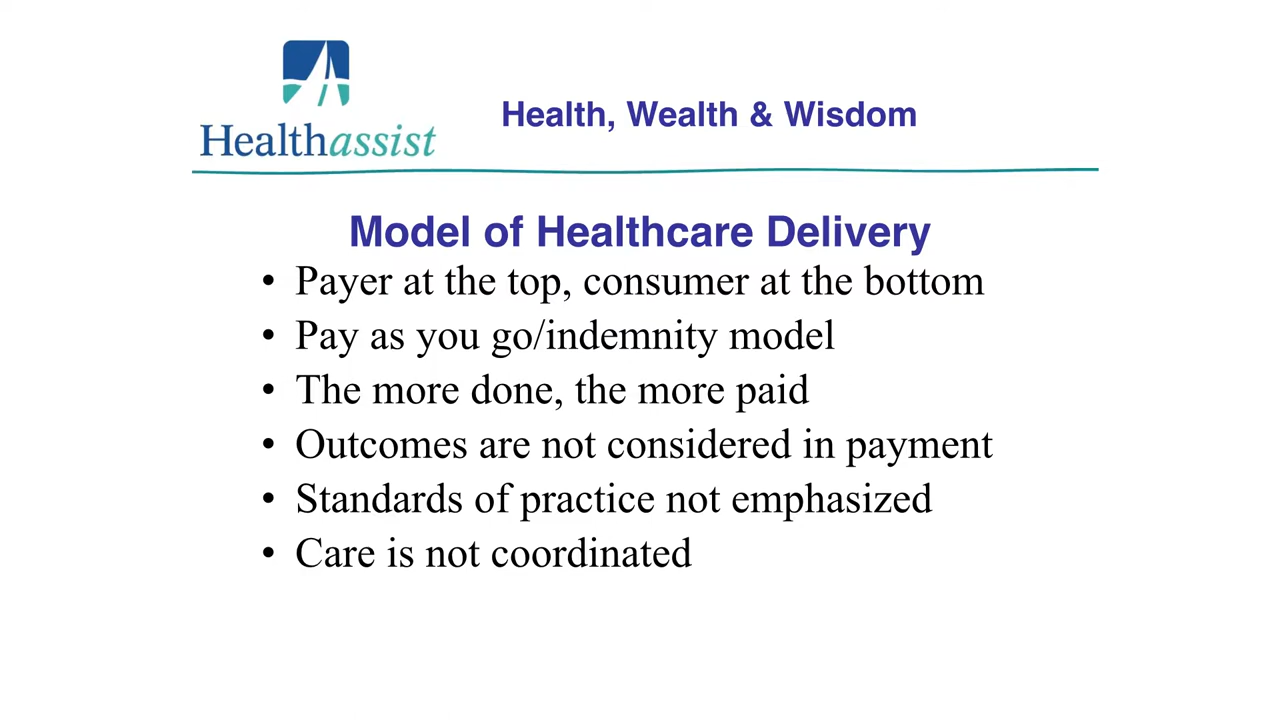 Healthassist
Health, Wealth & Wisdom
Model of Healthcare Delivery
• Payer at the top, consumer at the bottom
• Pay as you go/indemnity model
• The more done, the more paid
• Outcomes are not considered in payment
• Standards of practice not emphasized
• Care is not coordinated